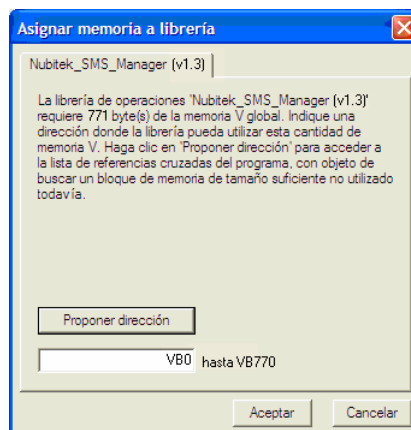 Asignar memoria a librería
Nubitek_SMS_Manager (v1.3)
La librería de operaciones 'Nubitek_SMS_Manager (v1.3)'
requiere 771 byte(s) de la memoria V global. Indique una
dirección donde la librería pueda utilizar esta cantidad de
memoria V. Haga clic en 'Proponer dirección' para acceder a
la lista de referencias cruzadas del programa, con objeto de
buscar un bloque de memoria de tamaño suficiente no utilizado
todavía.
Proponer dirección
VB0 hasta VB770
Aceptar Cancelar